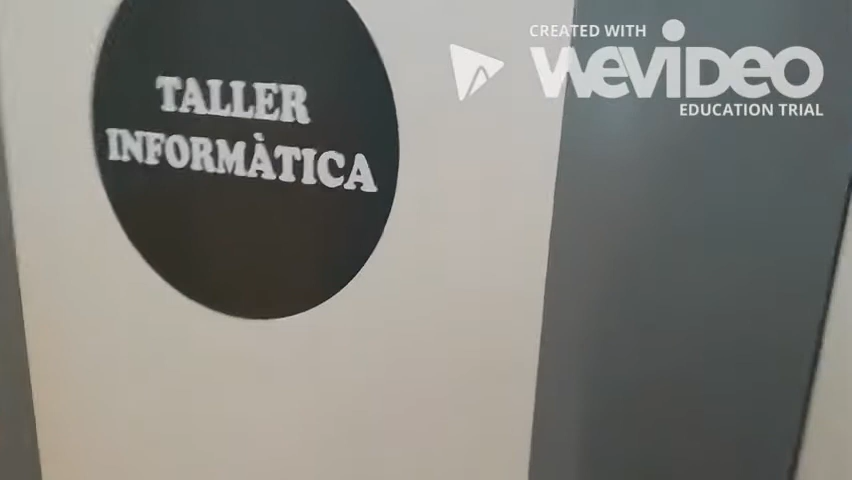 TALLER
INFORMÀTICA
CREATED WITH
WEVIDEO
EDUCATION TRIAL